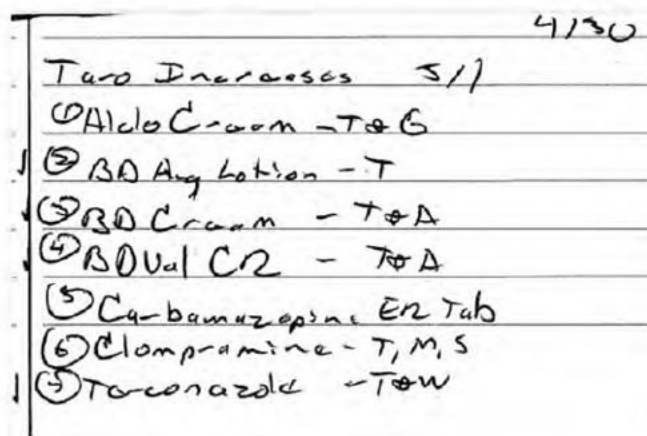 4/30
Taro Increases 5/1
① Aldo Cream - T & G
② BD Aug Lotion - T
③ BD Cream - T & A
④ BD Val CR - T & A
⑤ Carbamazepine ER Tab
⑥ Clompramine - T, M, S
⑦ Terconazole - T & W